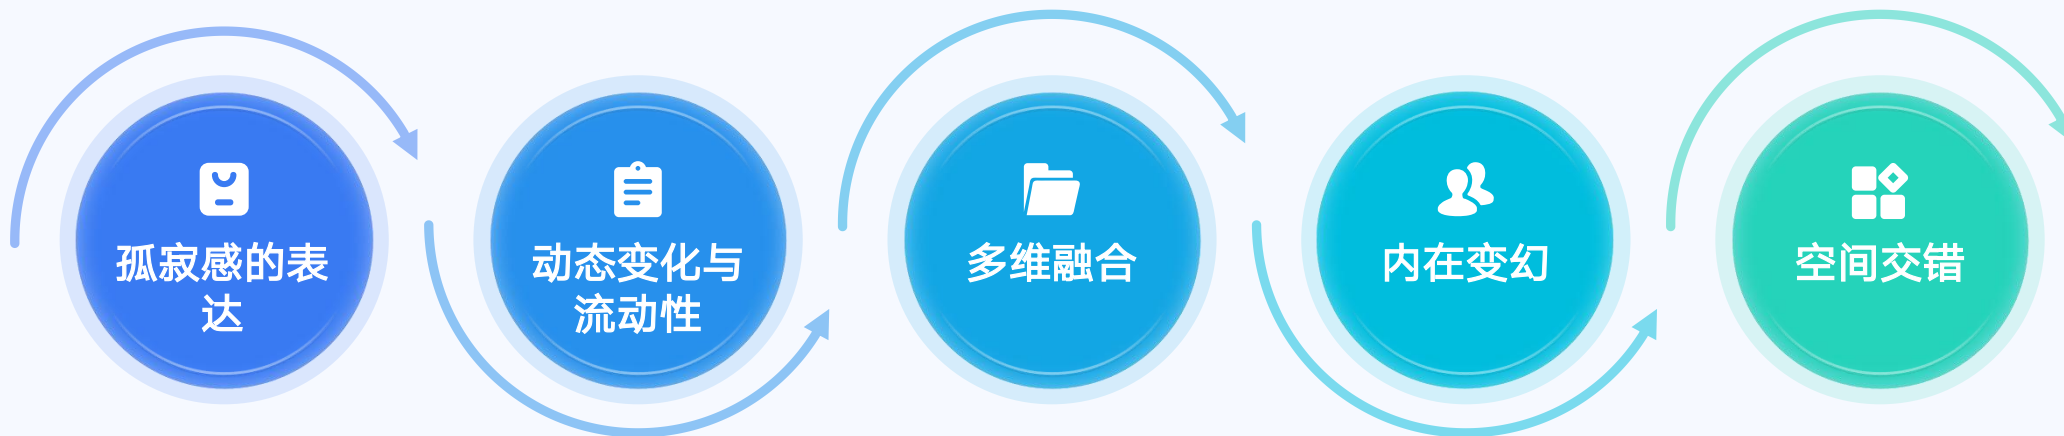 孤寂感的表
达
动态变化与
流动性
多维融合
内在变幻
空间交错